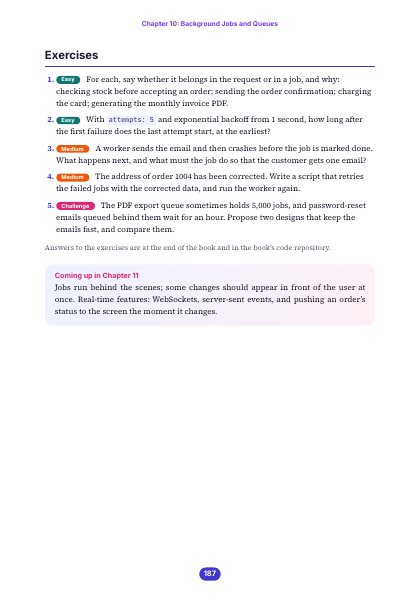 Chapter 10: Background Jobs and Queues
Exercises
1. Easy For each, say whether it belongs in the request or in a job, and why:
checking stock before accepting an order; sending the order confirmation; charging
the card; generating the monthly invoice PDF.
2. Easy With attempts: 5 and exponential backoff from 1 second, how long after
the first failure does the last attempt start, at the earliest?
3. Medium A worker sends the email and then crashes before the job is marked done.
What happens next, and what must the job do so that the customer gets one email?
4. Medium The address of order 1004 has been corrected. Write a script that retries
the failed jobs with the corrected data, and run the worker again.
5. Challenge The PDF export queue sometimes holds 5,000 jobs, and password-reset
emails queued behind them wait for an hour. Propose two designs that keep the
emails fast, and compare them.
Answers to the exercises are at the end of the book and in the book's code repository.
Coming up in Chapter 11
Jobs run behind the scenes; some changes should appear in front of the user at
once. Real-time features: WebSockets, server-sent events, and pushing an order's
status to the screen the moment it changes.
187